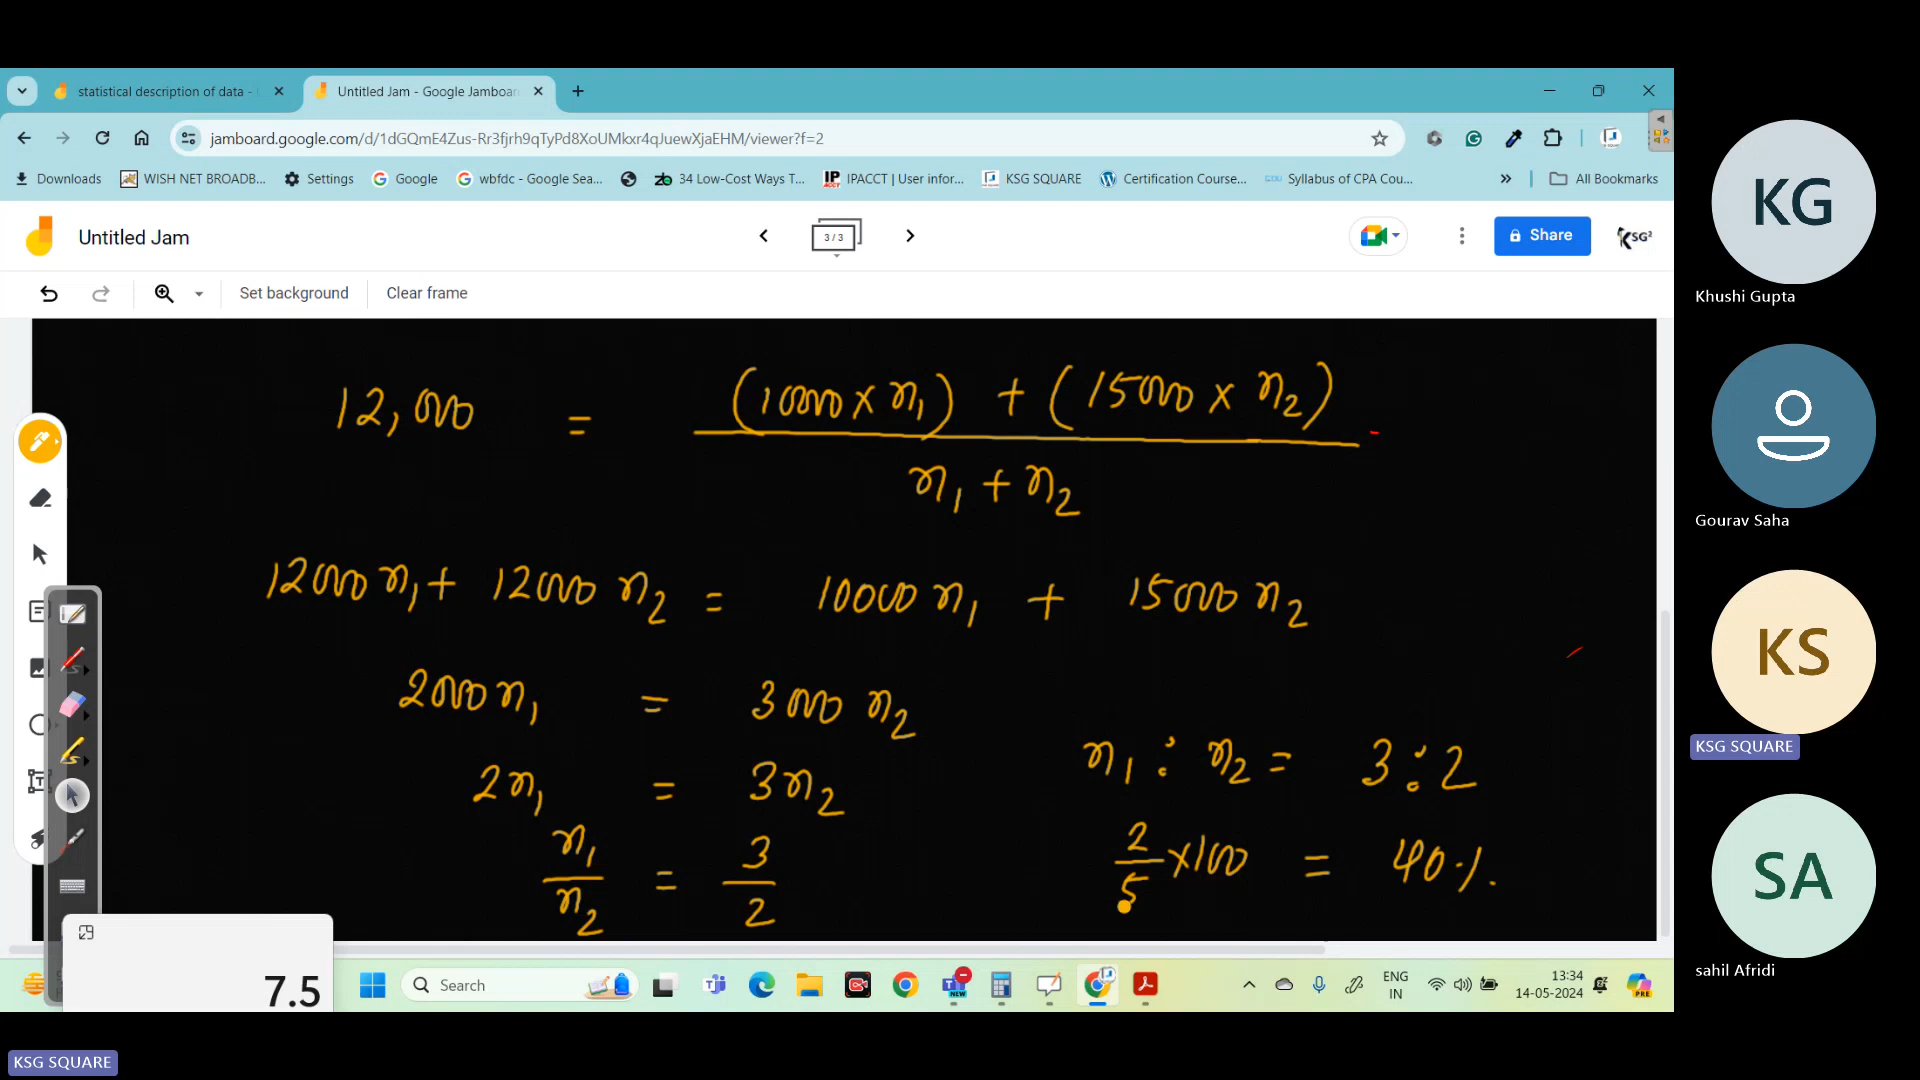 statistical description of data -
Untitled Jam - Google Jamboar
jamboard.google.com/d/1dGQmE4Zus-Rr3fjrh9qTyPd8XoUMkxr4qJuewXjaEHM/viewer?f=2
Downloads WISH NET BROADB... Settings Google wbfdc - Google Sea... 34 Low-Cost Ways T... IPACCT | User infor... KSG SQUARE Certification Course... Syllabus of CPA Cou... » All Bookmarks
Untitled Jam
3 / 3
Share
KSG²
Set background Clear frame
12,000 = (10000 × n₁) + (15000 × n₂)
n₁ + n₂
12000 n₁ + 12000 n₂ = 10000 n₁ + 15000 n₂
2000 n₁ = 3000 n₂
2n₁ = 3n₂
n₁ : n₂ = 3 : 2
n₁/n₂ = 3/2
2/5 × 100 = 40%.
7.5
Search
ENG
IN
13:34
14-05-2024
KG
Khushi Gupta
Gourav Saha
KS
KSG SQUARE
SA
sahil Afridi
KSG SQUARE